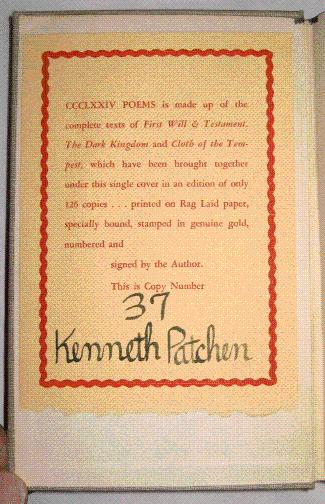 CCCLXXIV POEMS is made up of the
complete texts of First Will & Testament,
The Dark Kingdom and Cloth of the Tem-
pest, which have been brought together
under this single cover in an edition of only
126 copies . . . printed on Rag Laid paper,
specially bound, stamped in genuine gold,
numbered and
signed by the Author.
This is Copy Number
37
Kenneth Patchen